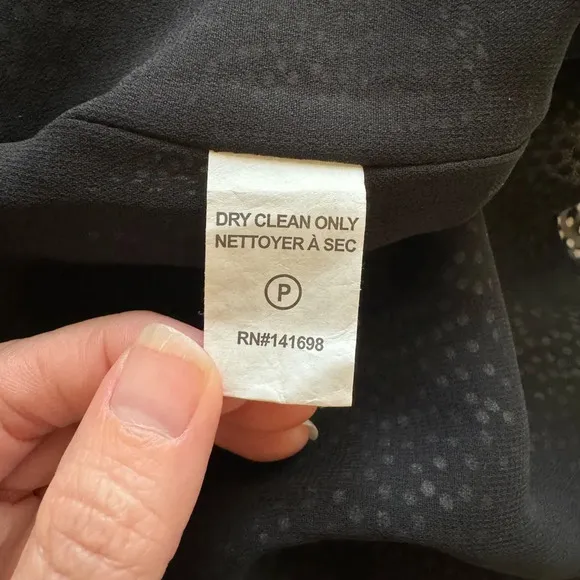 DRY CLEAN ONLY
NETTOYER À SEC
P
RN#141698